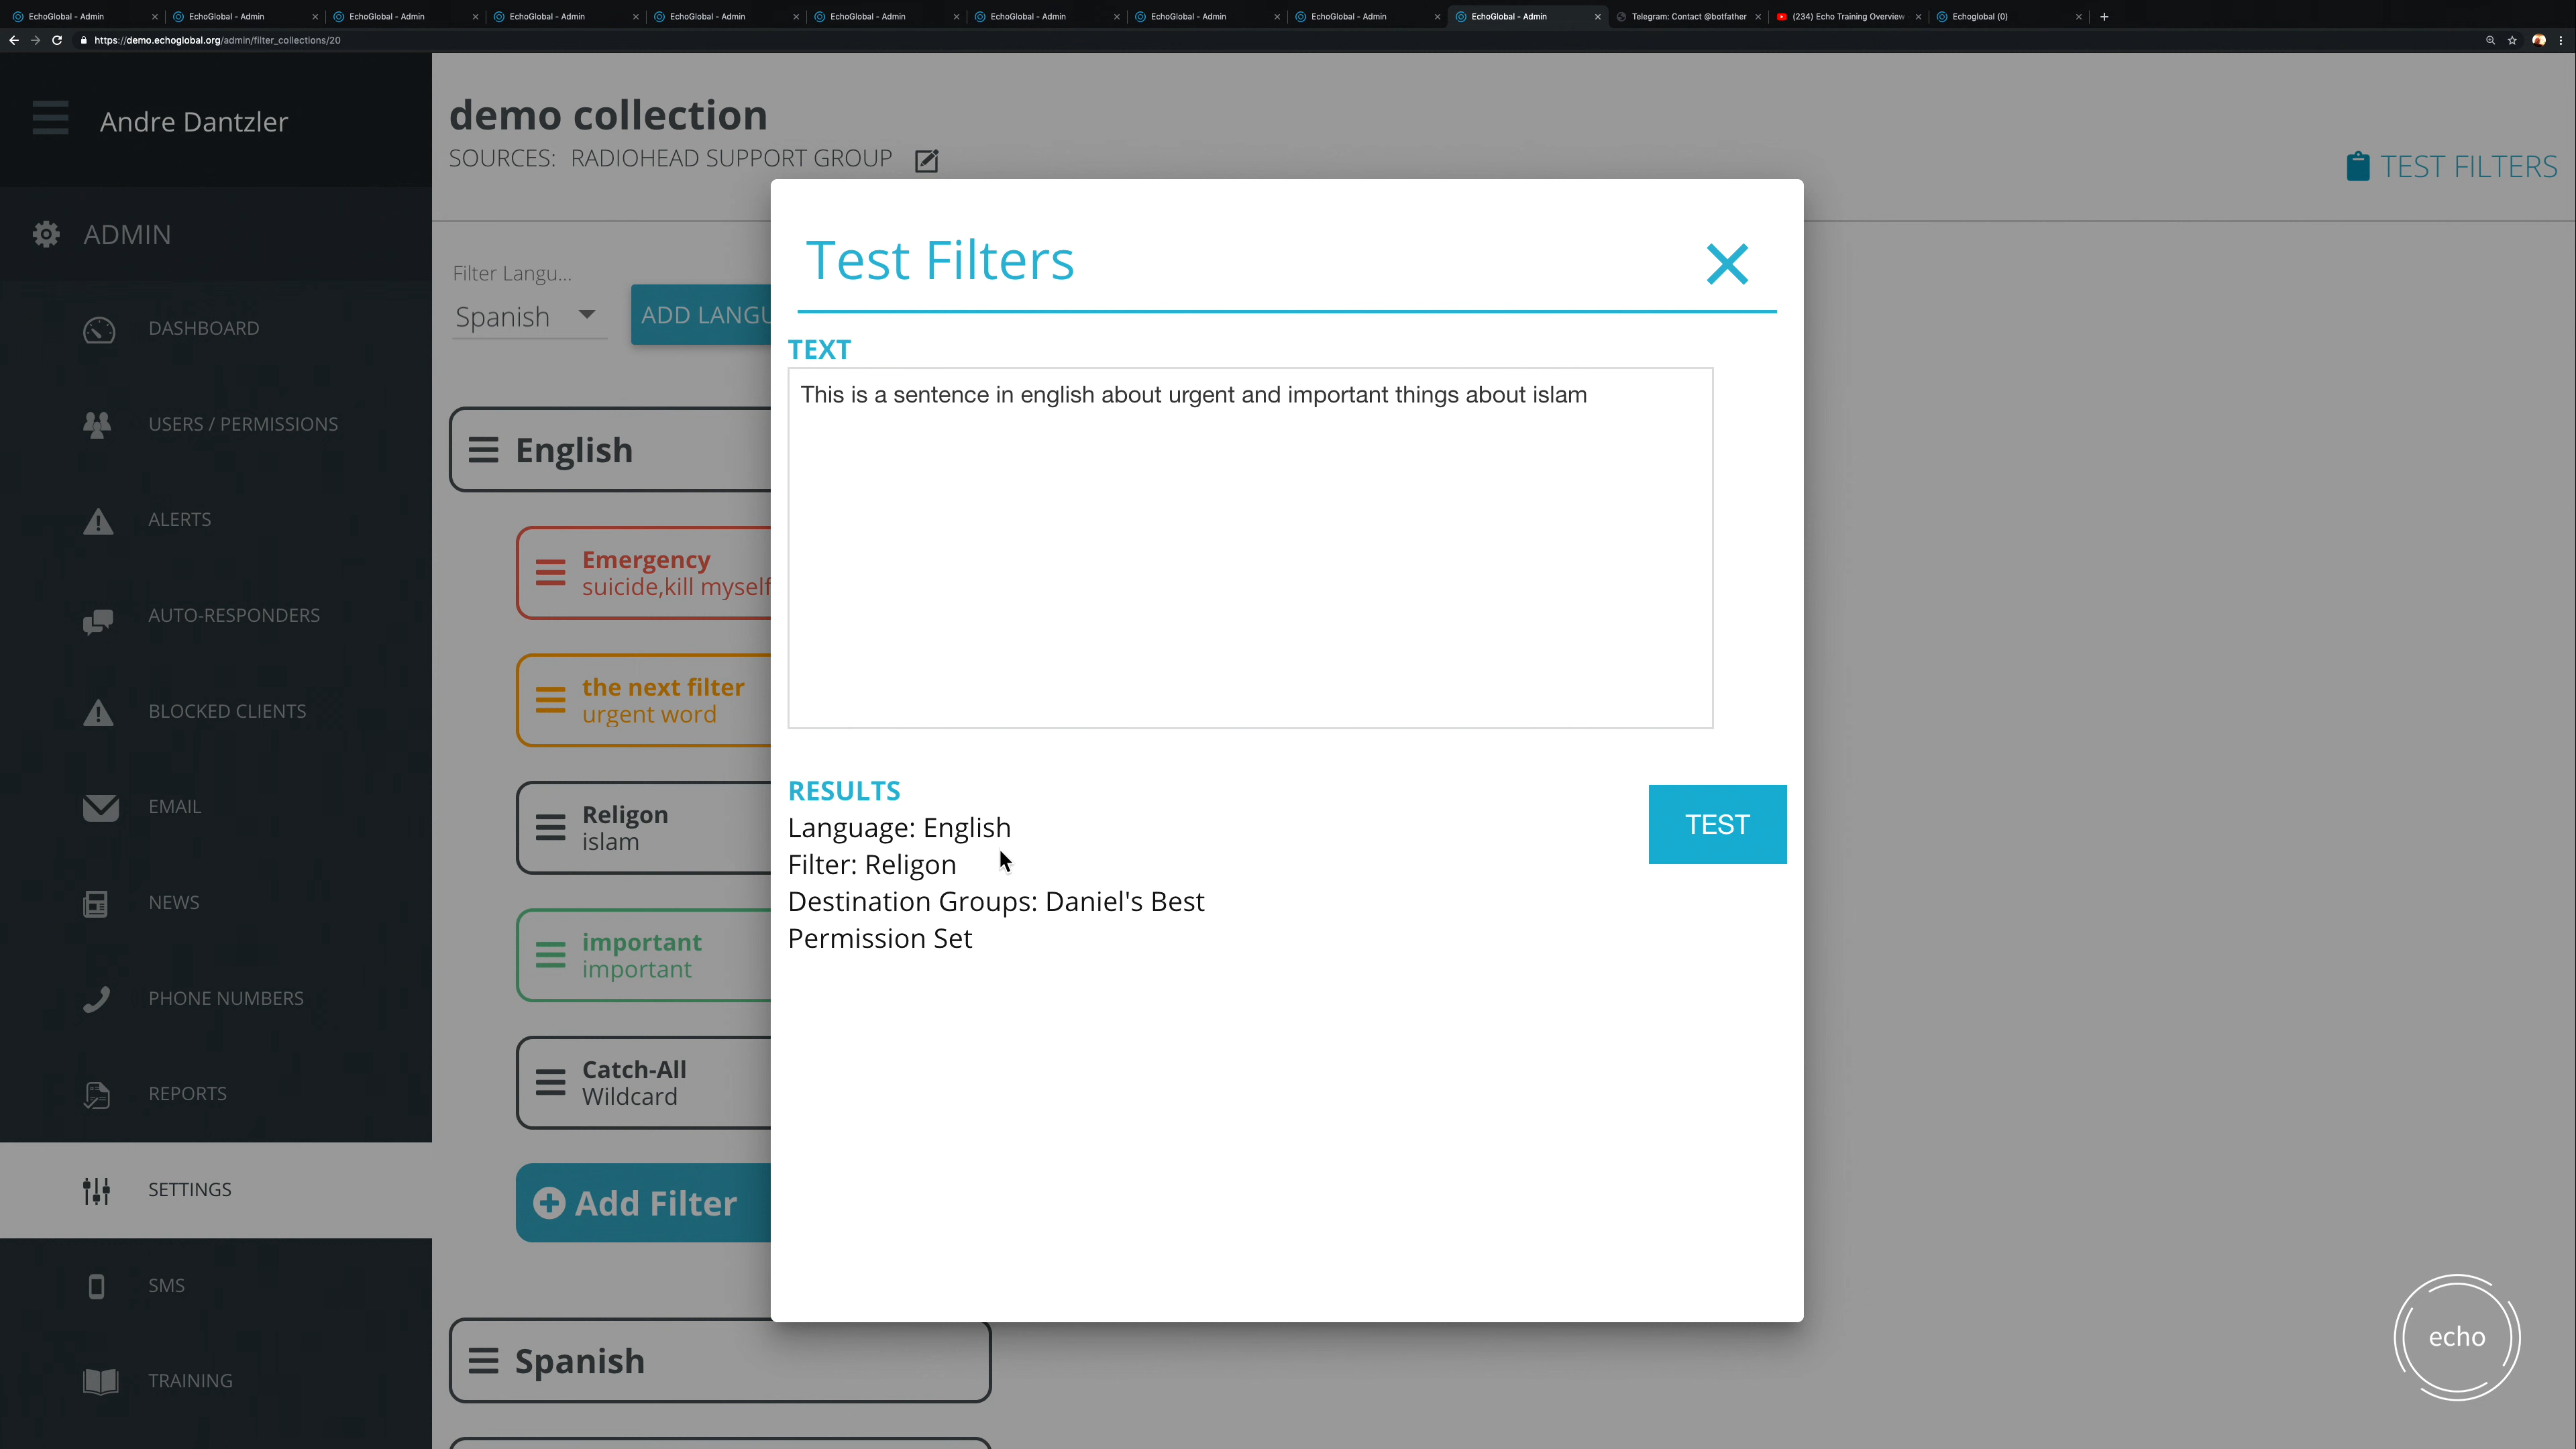 EchoGlobal - Admin
EchoGlobal - Admin
EchoGlobal - Admin
EchoGlobal - Admin
EchoGlobal - Admin
EchoGlobal - Admin
EchoGlobal - Admin
EchoGlobal - Admin
EchoGlobal - Admin
EchoGlobal - Admin
Telegram: Contact @botfather
(234) Echo Training Overview
Echoglobal (0)
https://demo.echoglobal.org/admin/filter_collections/20
Andre Dantzler
ADMIN
DASHBOARD
USERS / PERMISSIONS
ALERTS
AUTO-RESPONDERS
BLOCKED CLIENTS
EMAIL
NEWS
PHONE NUMBERS
REPORTS
SETTINGS
SMS
TRAINING
demo collection
SOURCES: RADIOHEAD SUPPORT GROUP
TEST FILTERS
Filter Langu...
Spanish
ADD LANGU
English
Emergency
suicide,kill myself
the next filter
urgent word
Religon
islam
important
important
Catch-All
Wildcard
Add Filter
Spanish
Test Filters
TEXT
This is a sentence in english about urgent and important things about islam
RESULTS
Language: English
Filter: Religon
Destination Groups: Daniel's Best
Permission Set
TEST
echo